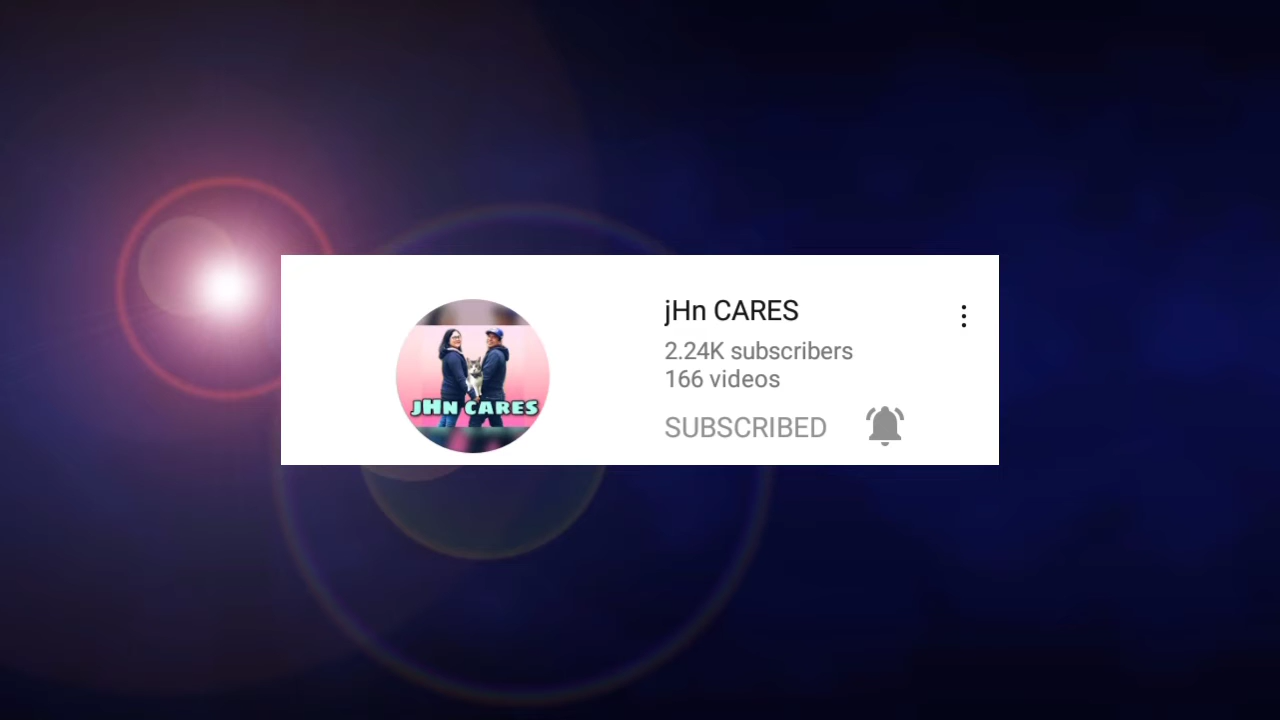 jHn CARES
2.24K subscribers
166 videos
SUBSCRIBED
JHN CARES